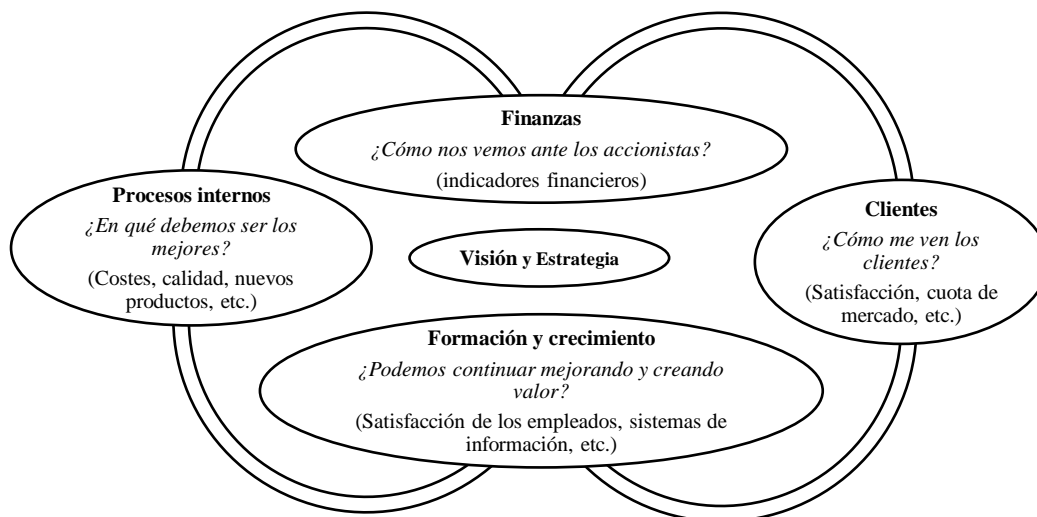 Finanzas
¿Cómo nos vemos ante los accionistas?
(indicadores financieros)
Procesos internos
¿En qué debemos ser los
mejores?
(Costes, calidad, nuevos
productos, etc.)
Visión y Estrategia
Clientes
¿Cómo me ven los
clientes?
(Satisfacción, cuota de
mercado, etc.)
Formación y crecimiento
¿Podemos continuar mejorando y creando
valor?
(Satisfacción de los empleados, sistemas de
información, etc.)